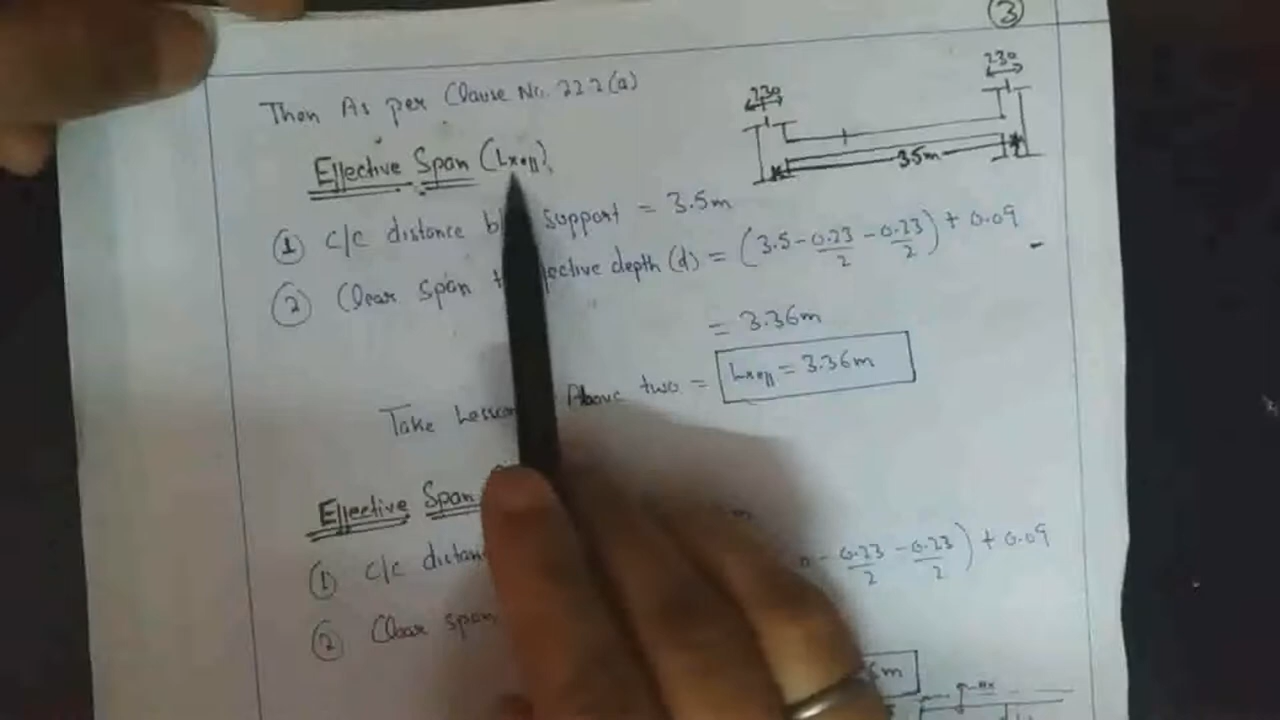 3
Then As per Clause No. 22.2(a)
230
230
3.5m
Effective Span (Lxeff)
① c/c distance b/ support = 3.5m
② Clear span effective depth (d) = (3.5 - 0.23/2 - 0.23/2) + 0.09
= 3.36m
Take Lesser Above two = Lxeff = 3.36m
Effective Span
① c/c distan
② Clear span - 0.23/2 - 0.23/2) + 0.09